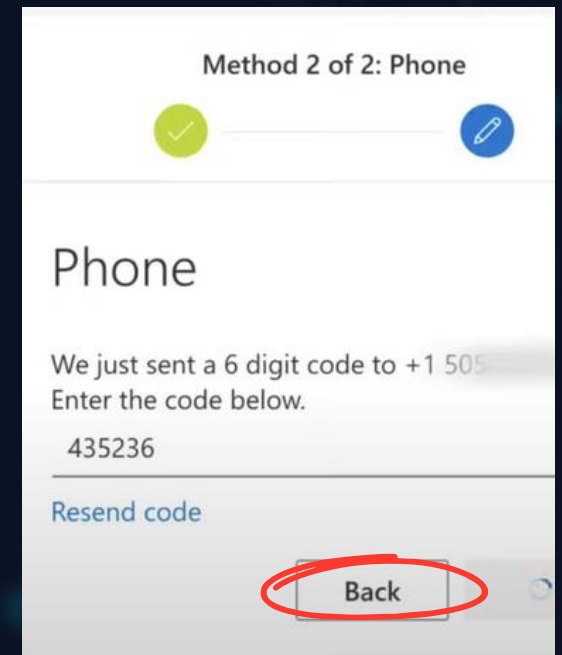 Method 2 of 2: Phone
Phone
We just sent a 6 digit code to +1 505
Enter the code below.
435236
Resend code
Back